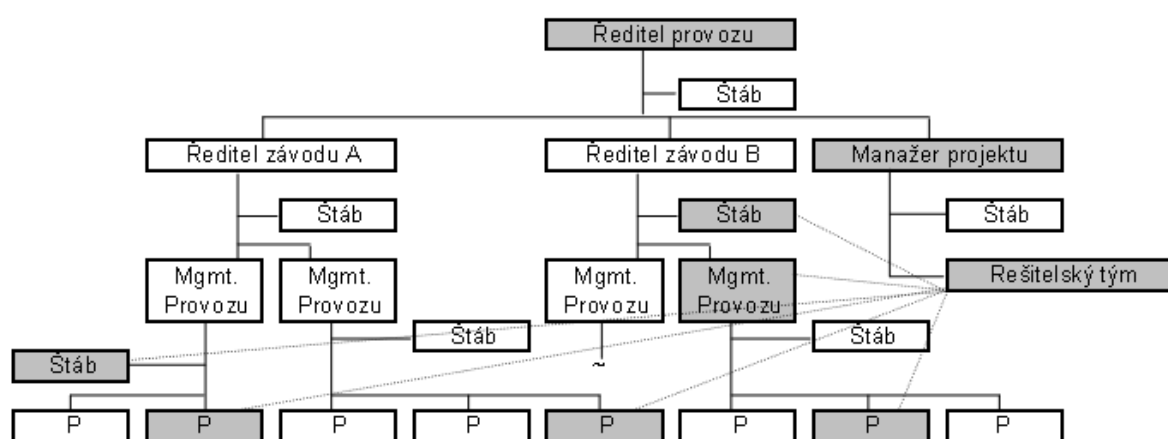 Ředitel provozu
Štáb
Ředitel závodu A
Ředitel závodu B
Manažer projektu
Štáb
Štáb
Štáb
Mgmt.
Provozu
Mgmt.
Provozu
Mgmt.
Provozu
Mgmt.
Provozu
Rešitelský tým
Štáb
Štáb
Štáb
~
P
P
P
P
P
P
P
P